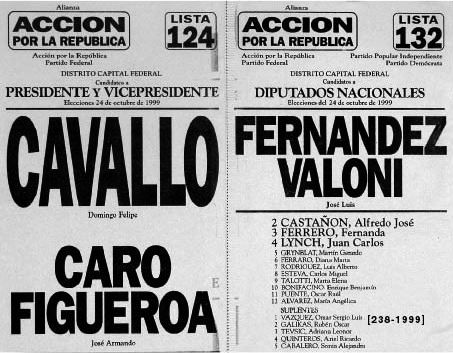 Alianza
ACCION
POR LA REPUBLICA
LISTA
124
Acción por la República
Partido Federal
DISTRITO CAPITAL FEDERAL
Candidatos a
PRESIDENTE Y VICEPRESIDENTE
Elecciones 24 de octubre de 1999
CAVALLO
Domingo Felipe
CARO
FIGUEROA
José Armando
Alianza
ACCION
POR LA REPUBLICA
LISTA
132
Acción por la República
Partido Federal
Partido Popular Independiente
Partido Demócrata
DISTRITO CAPITAL FEDERAL
Candidatos a
DIPUTADOS NACIONALES
Elecciones del 24 de octubre de 1999
FERNANDEZ
VALONI
José Luis
2 CASTAÑON, Alfredo José
3 FERRERO, Fernanda
4 LYNCH, Juan Carlos
5 GRYNBLAT, Martín Gerardo
6 FERRARO, Diana María
7 RODRIGUEZ, Luis Alberto
8 ESTEVA, Carlos Miguel
9 TALOTTI, Marta Elena
10 BONIFACINO, Enrique Benjamín
11 PUENTE, Oscar Raúl
12 ALVAREZ, María Angélica
SUPLENTES
1 VAZQUEZ, Omar Sergio Luis
2 GALIKAS, Rubén Oscar
3 TEVSIC, Adriana Leonor
4 QUINTEROS, Ariel Ricardo
5 CABALERO, Sonia Alejandra
[238-1999]